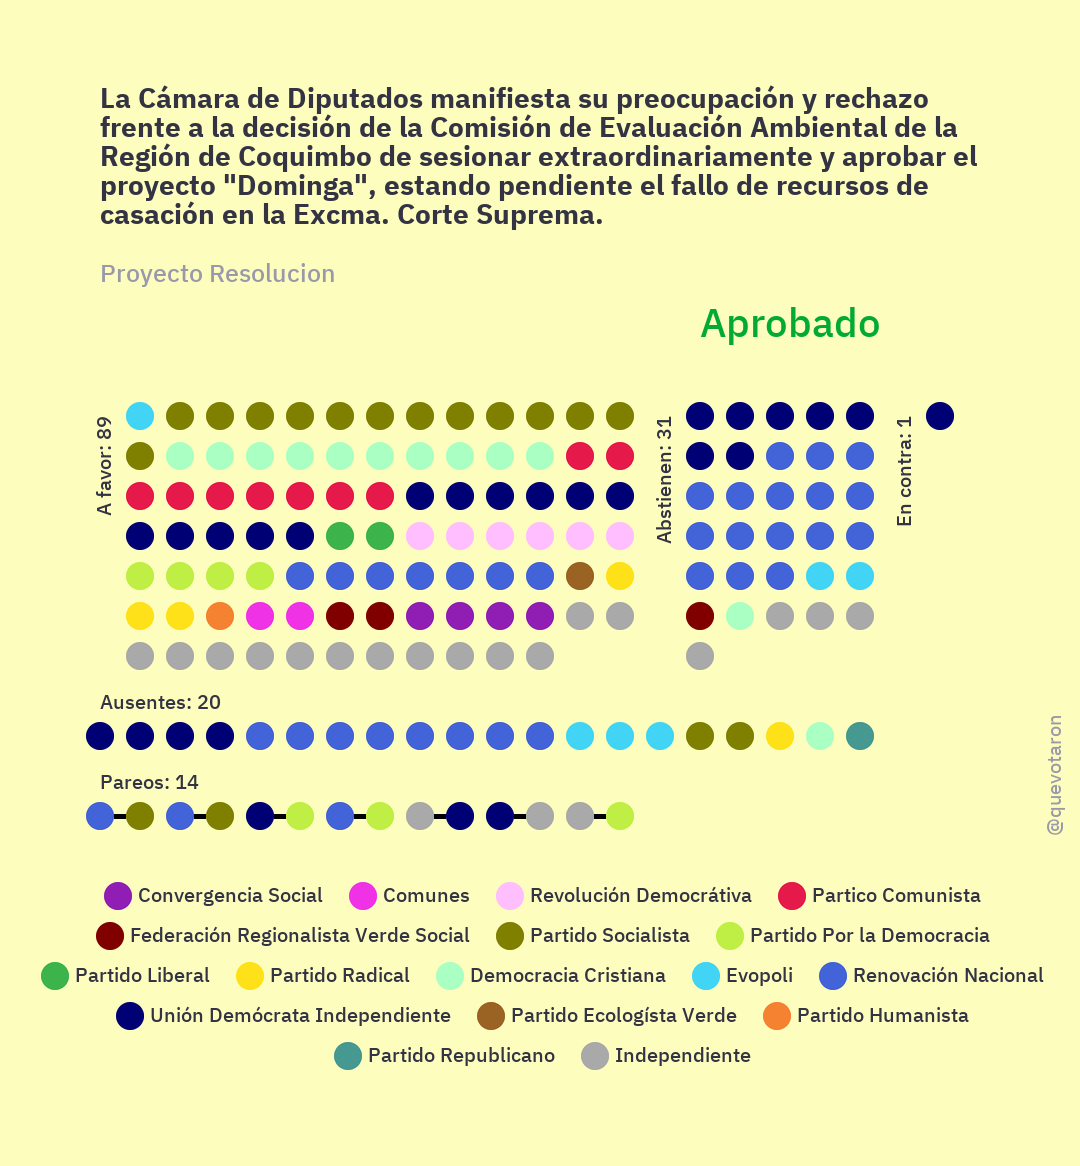 La Cámara de Diputados manifiesta su preocupación y rechazo
frente a la decisión de la Comisión de Evaluación Ambiental de la
Región de Coquimbo de sesionar extraordinariamente y aprobar el
proyecto "Dominga", estando pendiente el fallo de recursos de
casación en la Excma. Corte Suprema.
Proyecto Resolucion
Aprobado
A favor: 89
Abstienen: 31
En contra: 1
Ausentes: 20
Pareos: 14
@quevotaron
Convergencia Social Comunes Revolución Democrátiva Partico Comunista
Federación Regionalista Verde Social Partido Socialista Partido Por la Democracia
Partido Liberal Partido Radical Democracia Cristiana Evopoli Renovación Nacional
Unión Demócrata Independiente Partido Ecologísta Verde Partido Humanista
Partido Republicano Independiente